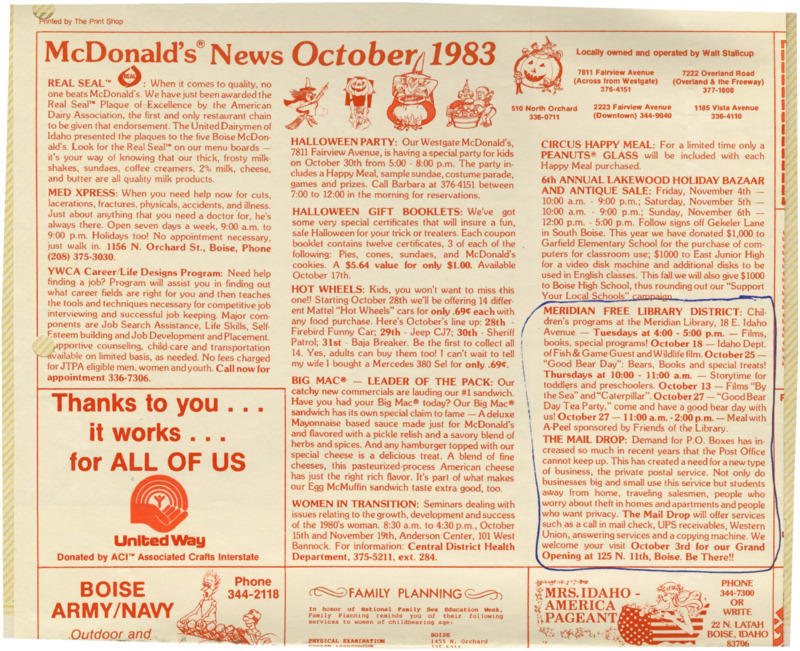 Printed by The Print Shop
McDonald's® News October 1983
REAL SEAL™ REAL : When it comes to quality, no
one beats McDonald's. We have just been awarded the
Real Seal™ Plaque of Excellence by the American
Dairy Association, the first and only restaurant chain
to be given that endorsement. The United Dairymen of
Idaho presented the plaques to the five Boise McDon-
ald's. Look for the Real Seal™ on our menu boards —
it's your way of knowing that our thick, frosty milk-
shakes, sundaes, coffee creamers, 2% milk, cheese,
and butter are all quality milk products.
MED XPRESS: When you need help now for cuts,
lacerations, fractures, physicals, accidents, and illness.
Just about anything that you need a doctor for, he's
always there. Open seven days a week, 9:00 a.m. to
9:00 p.m. Holidays too! No appointment necessary,
just walk in. 1156 N. Orchard St., Boise, Phone
(208) 375-3030.
YWCA Career/Life Designs Program: Need help
finding a job? Program will assist you in finding out
what career fields are right for you and then teaches
the tools and techniques necessary for competitive job
interviewing and successful job keeping. Major com-
ponents are Job Search Assistance, Life Skills, Self-
Esteem building and Job Development and Placement.
Supportive counseling, child-care and transportation
available on limited basis, as needed. No fees charged
for JTPA eligible men, women and youth. Call now for
appointment 336-7306.
Thanks to you . . .
it works . . .
for ALL OF US
United Way
Donated by ACI™ Associated Crafts Interstate
HALLOWEEN PARTY: Our Westgate McDonald's,
7811 Fairview Avenue, is having a special party for kids
on October 30th from 5:00 - 8:00 p.m. The party in-
cludes a Happy Meal, sample sundae, costume parade,
games and prizes. Call Barbara at 376-4151 between
7:00 to 12:00 in the morning for reservations.
HALLOWEEN GIFT BOOKLETS: We've got
some very special certificates that will insure a fun,
safe Halloween for your trick or treaters. Each coupon
booklet contains twelve certificates, 3 of each of the
following: Pies, cones, sundaes, and McDonald's
cookies. A $5.64 value for only $1.00. Available
October 17th.
HOT WHEELS: Kids, you won't want to miss this
one!! Starting October 28th we'll be offering 14 differ-
ent Mattel "Hot Wheels" cars for only .69¢ each with
any food purchase. Here's October's line up: 28th -
Firebird Funny Car; 29th - Jeep CJ7; 30th - Sheriff
Patrol; 31st - Baja Breaker. Be the first to collect all
14. Yes, adults can buy them too! I can't wait to tell
my wife I bought a Mercedes 380 Sel for only .69¢.
BIG MAC® — LEADER OF THE PACK: Our
catchy new commercials are lauding our #1 sandwich.
Have you had your Big Mac® today? Our Big Mac®
sandwich has its own special claim to fame — A deluxe
Mayonnaise based sauce made just for McDonald's
and flavored with a pickle relish and a savory blend of
herbs and spices. And any hamburger topped with our
special cheese is a delicious treat. A blend of fine
cheeses, this pasteurized-process American cheese
has just the right rich flavor. It's part of what makes
our Egg McMuffin sandwich taste extra good, too.
WOMEN IN TRANSITION: Seminars dealing with
issues relating to the growth, development and success
of the 1980's woman. 8:30 a.m. to 4:30 p.m., October
15th and November 19th, Anderson Center, 101 West
Bannock. For information: Central District Health
Department, 375-5211, ext. 284.
Locally owned and operated by Walt Stallcup
7811 Fairview Avenue 7222 Overland Road
(Across from Westgate) (Overland & the Freeway)
376-4151 377-1808
510 North Orchard 2223 Fairview Avenue 1185 Vista Avenue
336-0711 (Downtown) 344-9040 336-4110
CIRCUS HAPPY MEAL: For a limited time only a
PEANUTS® GLASS will be included with each
Happy Meal purchased.
6th ANNUAL LAKEWOOD HOLIDAY BAZAAR
AND ANTIQUE SALE: Friday, November 4th —
10:00 a.m. - 9:00 p.m.; Saturday, November 5th —
10:00 a.m. - 9:00 p.m.; Sunday, November 6th —
12:00 p.m. - 5:00 p.m. Follow signs off Gekeler Lane
in South Boise. This year we have donated $1,000 to
Garfield Elementary School for the purchase of com-
puters for classroom use; $1000 to East Junior High
for a video disk machine and additional disks to be
used in English classes. This fall we will also give $1000
to Boise High School, thus rounding out our "Support
Your Local Schools" campaign.
MERIDIAN FREE LIBRARY DISTRICT: Chil-
dren's programs at the Meridian Library, 18 E. Idaho
Avenue — Tuesdays at 4:00 - 5:00 p.m. — Films,
books, special programs! October 18 — Idaho Dept.
of Fish & Game Guest and Wildlife film. October 25 —
"Good Bear Day": Bears, Books and special treats!
Thursdays at 10:00 - 11:00 a.m. — Storytime for
toddlers and preschoolers. October 13 — Films "By
the Sea" and "Caterpillar". October 27 — "Good Bear
Day Tea Party," come and have a good bear day with
us! October 27 — 11:00 a.m. - 2:00 p.m. — Meal with
A-Peel sponsored by Friends of the Library.
THE MAIL DROP: Demand for P.O. Boxes has in-
creased so much in recent years that the Post Office
cannot keep up. This has created a need for a new type
of business, the private postal service. Not only do
businesses big and small use this service but students
away from home, traveling salesmen, people who
worry about theft in homes and apartments and people
who want privacy. The Mail Drop will offer services
such as a call in mail check, UPS receivables, Western
Union, answering services and a copying service. We
welcome your visit October 3rd for our Grand
Opening at 125 N. 11th, Boise. Be There!!
BOISE
ARMY/NAVY
Phone
344-2118
Outdoor and
FAMILY PLANNING
In honor of National Family Sex Education Week,
Family Planning reminds you of their following
services to women of childbearing age:
PHYSICAL EXAMINATION BOISE
1455 N. Orchard
MRS. IDAHO -
AMERICA
PAGEANT
PHONE
344-7300
OR
WRITE
22 N. LATAH
BOISE, IDAHO
83706